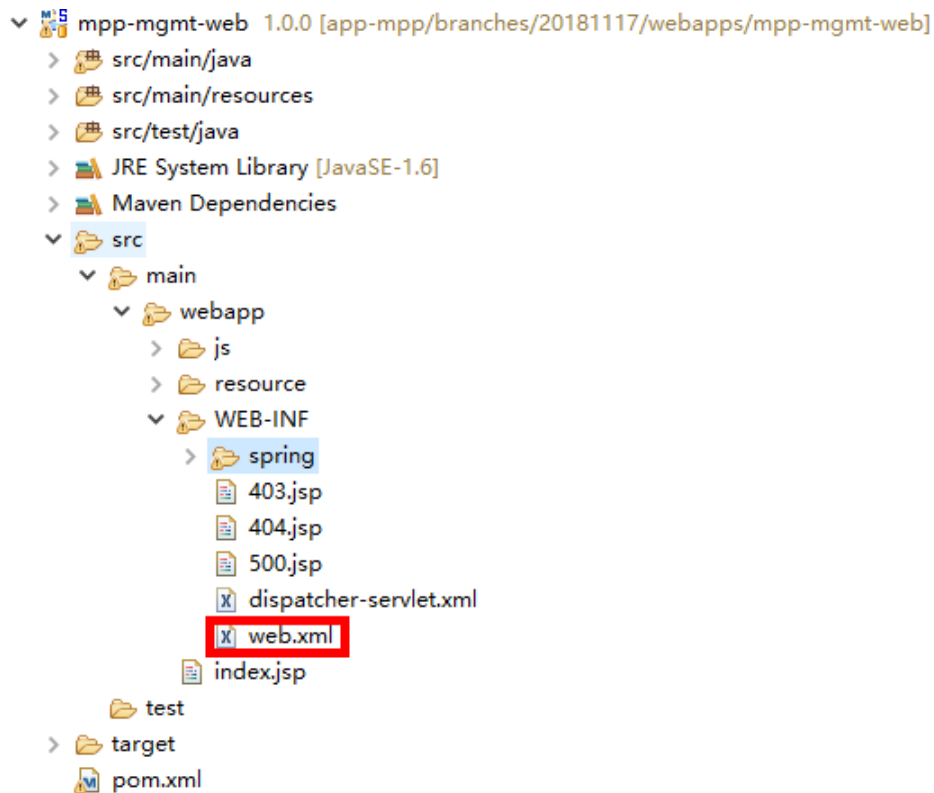 mpp-mgmt-web 1.0.0 [app-mpp/branches/20181117/webapps/mpp-mgmt-web]
src/main/java
src/main/resources
src/test/java
JRE System Library [JavaSE-1.6]
Maven Dependencies
src
main
webapp
js
resource
WEB-INF
spring
403.jsp
404.jsp
500.jsp
dispatcher-servlet.xml
web.xml
index.jsp
test
target
pom.xml